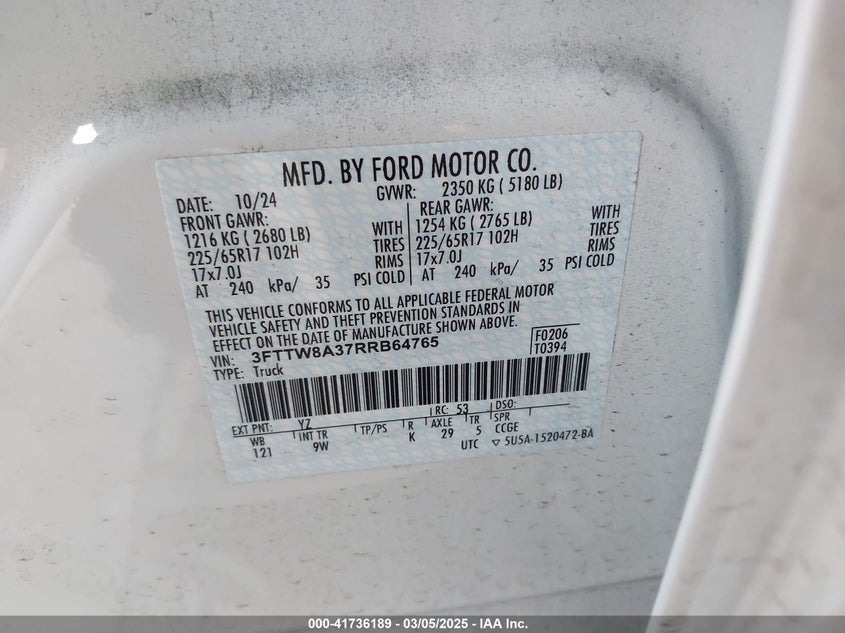 MFD. BY FORD MOTOR CO.
DATE: 10/24 GVWR: 2350 KG ( 5180 LB)
FRONT GAWR: REAR GAWR:
1216 KG ( 2680 LB) WITH 1254 KG ( 2765 LB) WITH
225/65R17 102H TIRES 225/65R17 102H TIRES
17x7.0J RIMS 17x7.0J RIMS
AT 240 kPa/ 35 PSI COLD AT 240 kPa/ 35 PSI COLD
THIS VEHICLE CONFORMS TO ALL APPLICABLE FEDERAL MOTOR
VEHICLE SAFETY AND THEFT PREVENTION STANDARDS IN
EFFECT ON THE DATE OF MANUFACTURE SHOWN ABOVE.
VIN: 3FTTW8A37RRB64765 F0206
TYPE: Truck T0394
EXT PNT: YZ RC: 53 DSO:
WB INT TR TP/PS R AXLE TR SPR
121 9W K 29 5 CCGE
UTC ▽ 5U5A-1520472-BA
000-41736189 - 03/05/2025 - IAA Inc.